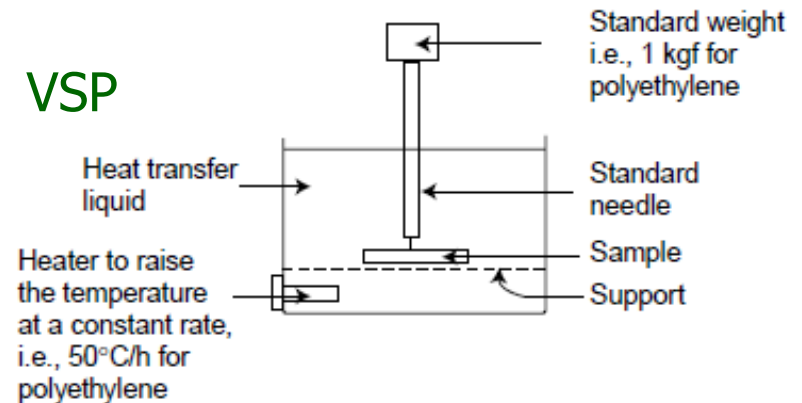 VSP
Standard weight
i.e., 1 kgf for
polyethylene
Heat transfer
liquid
Standard
needle
Sample
Support
Heater to raise
the temperature
at a constant rate,
i.e., 50°C/h for
polyethylene